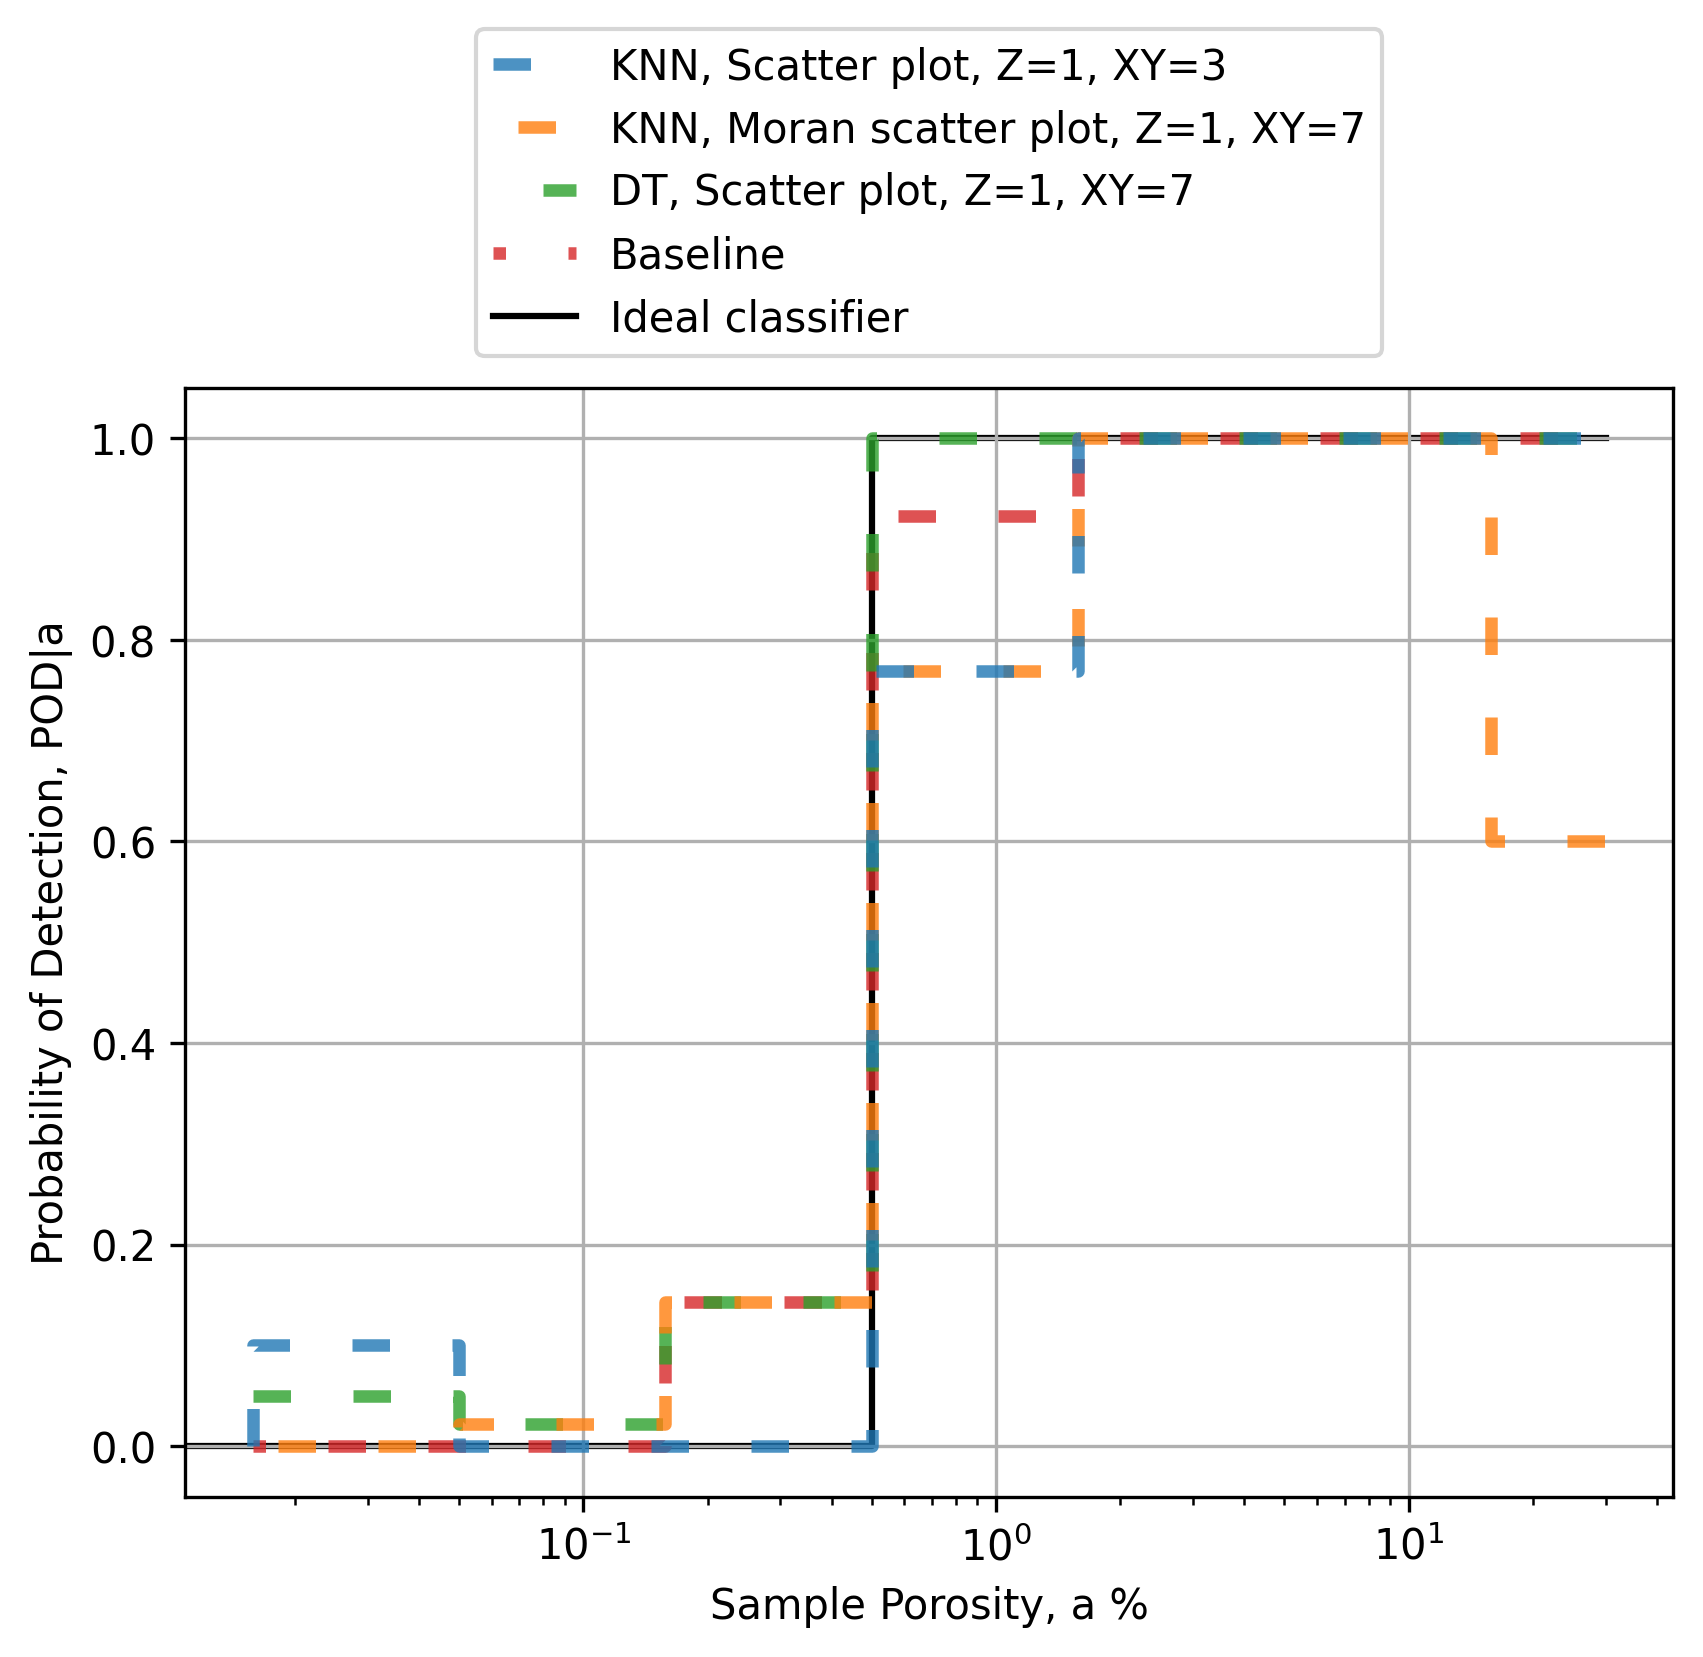 KNN, Scatter plot, Z=1, XY=3
KNN, Moran scatter plot, Z=1, XY=7
DT, Scatter plot, Z=1, XY=7
Baseline
Ideal classifier
1.0
0.8
0.6
0.4
0.2
0.0
Probability of Detection, POD|a
10⁻¹
10⁰
10¹
Sample Porosity, a %